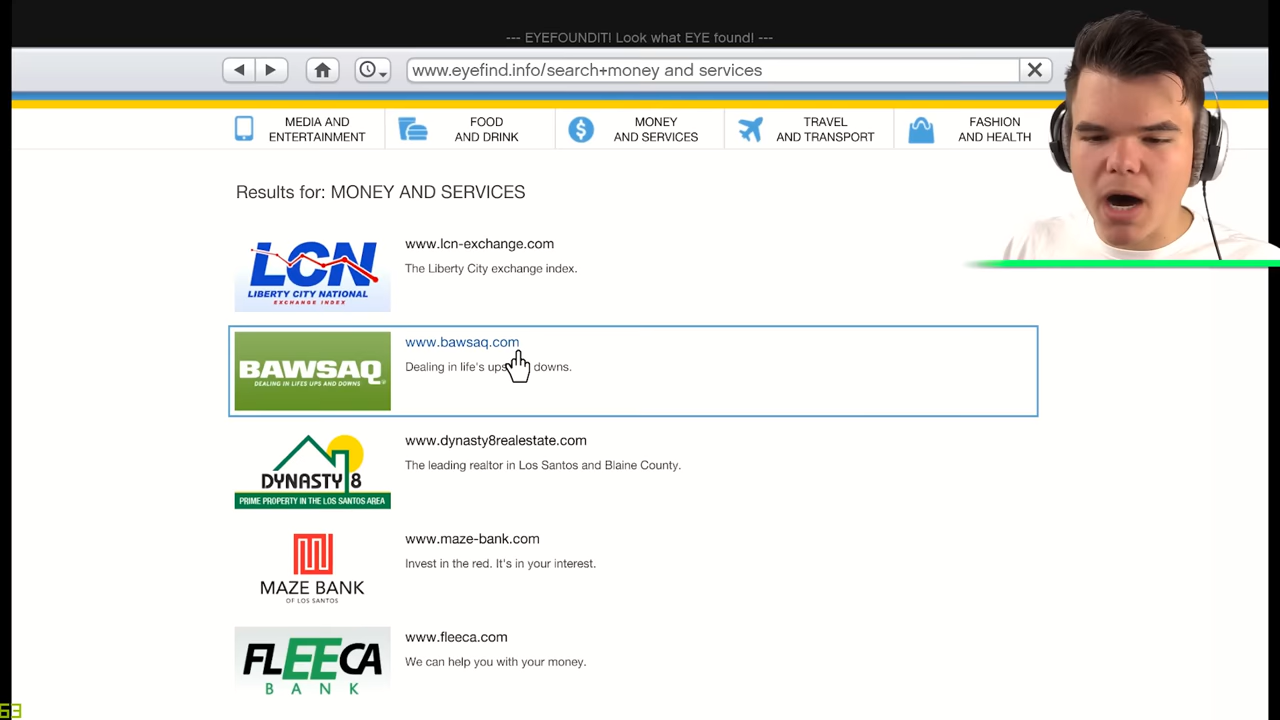 --- EYEFOUNDIT! Look what EYE found! ---
www.eyefind.info/search+money and services
MEDIA AND
ENTERTAINMENT
FOOD
AND DRINK
MONEY
AND SERVICES
TRAVEL
AND TRANSPORT
FASHION
AND HEALTH
Results for: MONEY AND SERVICES
LCN
LIBERTY CITY NATIONAL
EXCHANGE INDEX
www.lcn-exchange.com
The Liberty City exchange index.
BAWSAQ
DEALING IN LIFES UPS AND DOWNS
www.bawsaq.com
Dealing in life's ups downs.
DYNASTY 8
PRIME PROPERTY IN THE LOS SANTOS AREA
www.dynasty8realestate.com
The leading realtor in Los Santos and Blaine County.
MAZE BANK
OF LOS SANTOS
www.maze-bank.com
Invest in the red. It's in your interest.
FLEECA
BANK
www.fleeca.com
We can help you with your money.
63